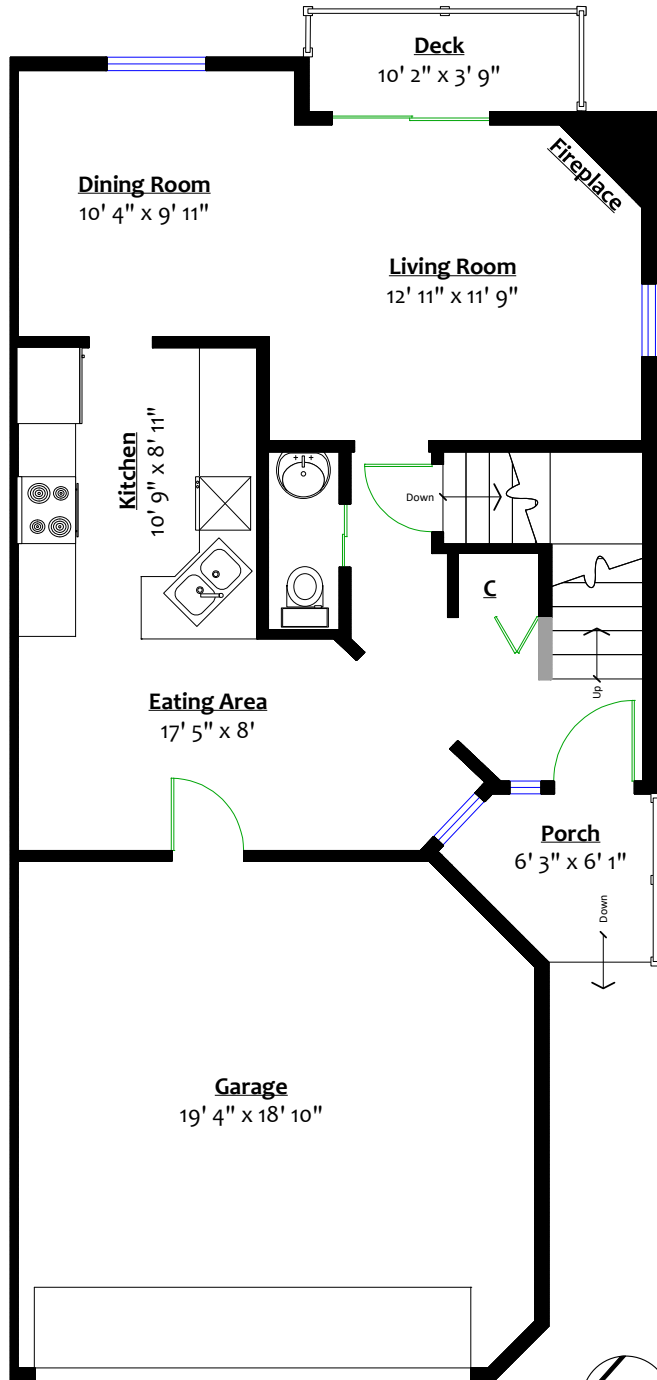 Deck
10' 2" x 3' 9"
Fireplace
Dining Room
10' 4" x 9' 11"
Living Room
12' 11" x 11' 9"
Kitchen
10' 9" x 8' 11"
Down
C
Up
Eating Area
17' 5" x 8'
Porch
6' 3" x 6' 1"
Down
Garage
19' 4" x 18' 10"